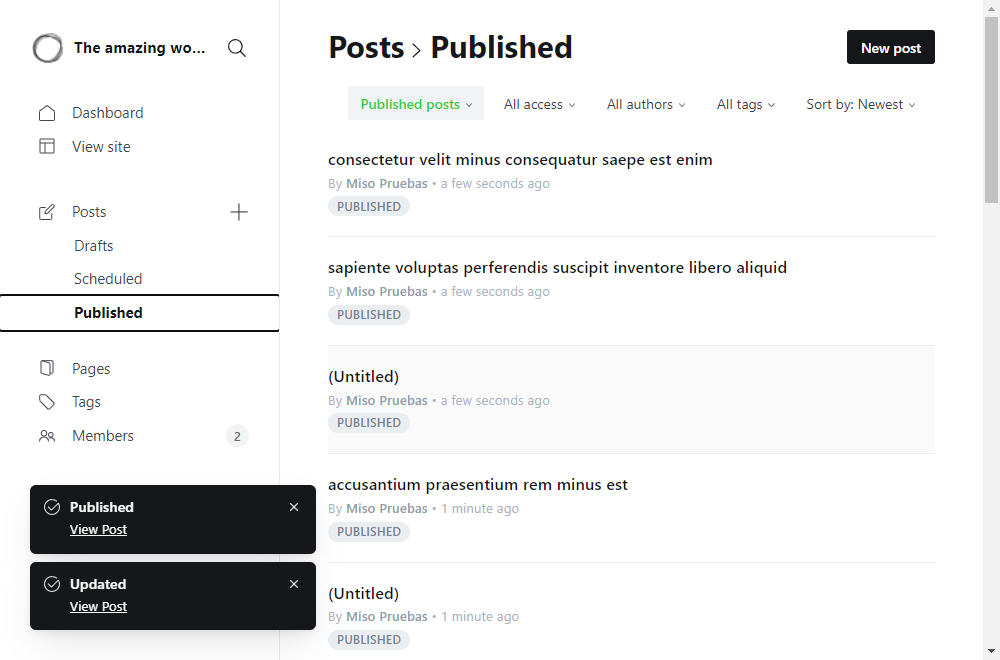 The amazing wo...
Dashboard
View site
Posts
Drafts
Scheduled
Published
Pages
Tags
Members 2
Published
View Post
Updated
View Post
Posts > Published
New post
Published posts All access All authors All tags Sort by: Newest
consectetur velit minus consequatur saepe est enim
By Miso Pruebas • a few seconds ago
PUBLISHED
sapiente voluptas perferendis suscipit inventore libero aliquid
By Miso Pruebas • a few seconds ago
PUBLISHED
(Untitled)
By Miso Pruebas • a few seconds ago
PUBLISHED
accusantium praesentium rem minus est
By Miso Pruebas • 1 minute ago
PUBLISHED
(Untitled)
By Miso Pruebas • 1 minute ago
PUBLISHED